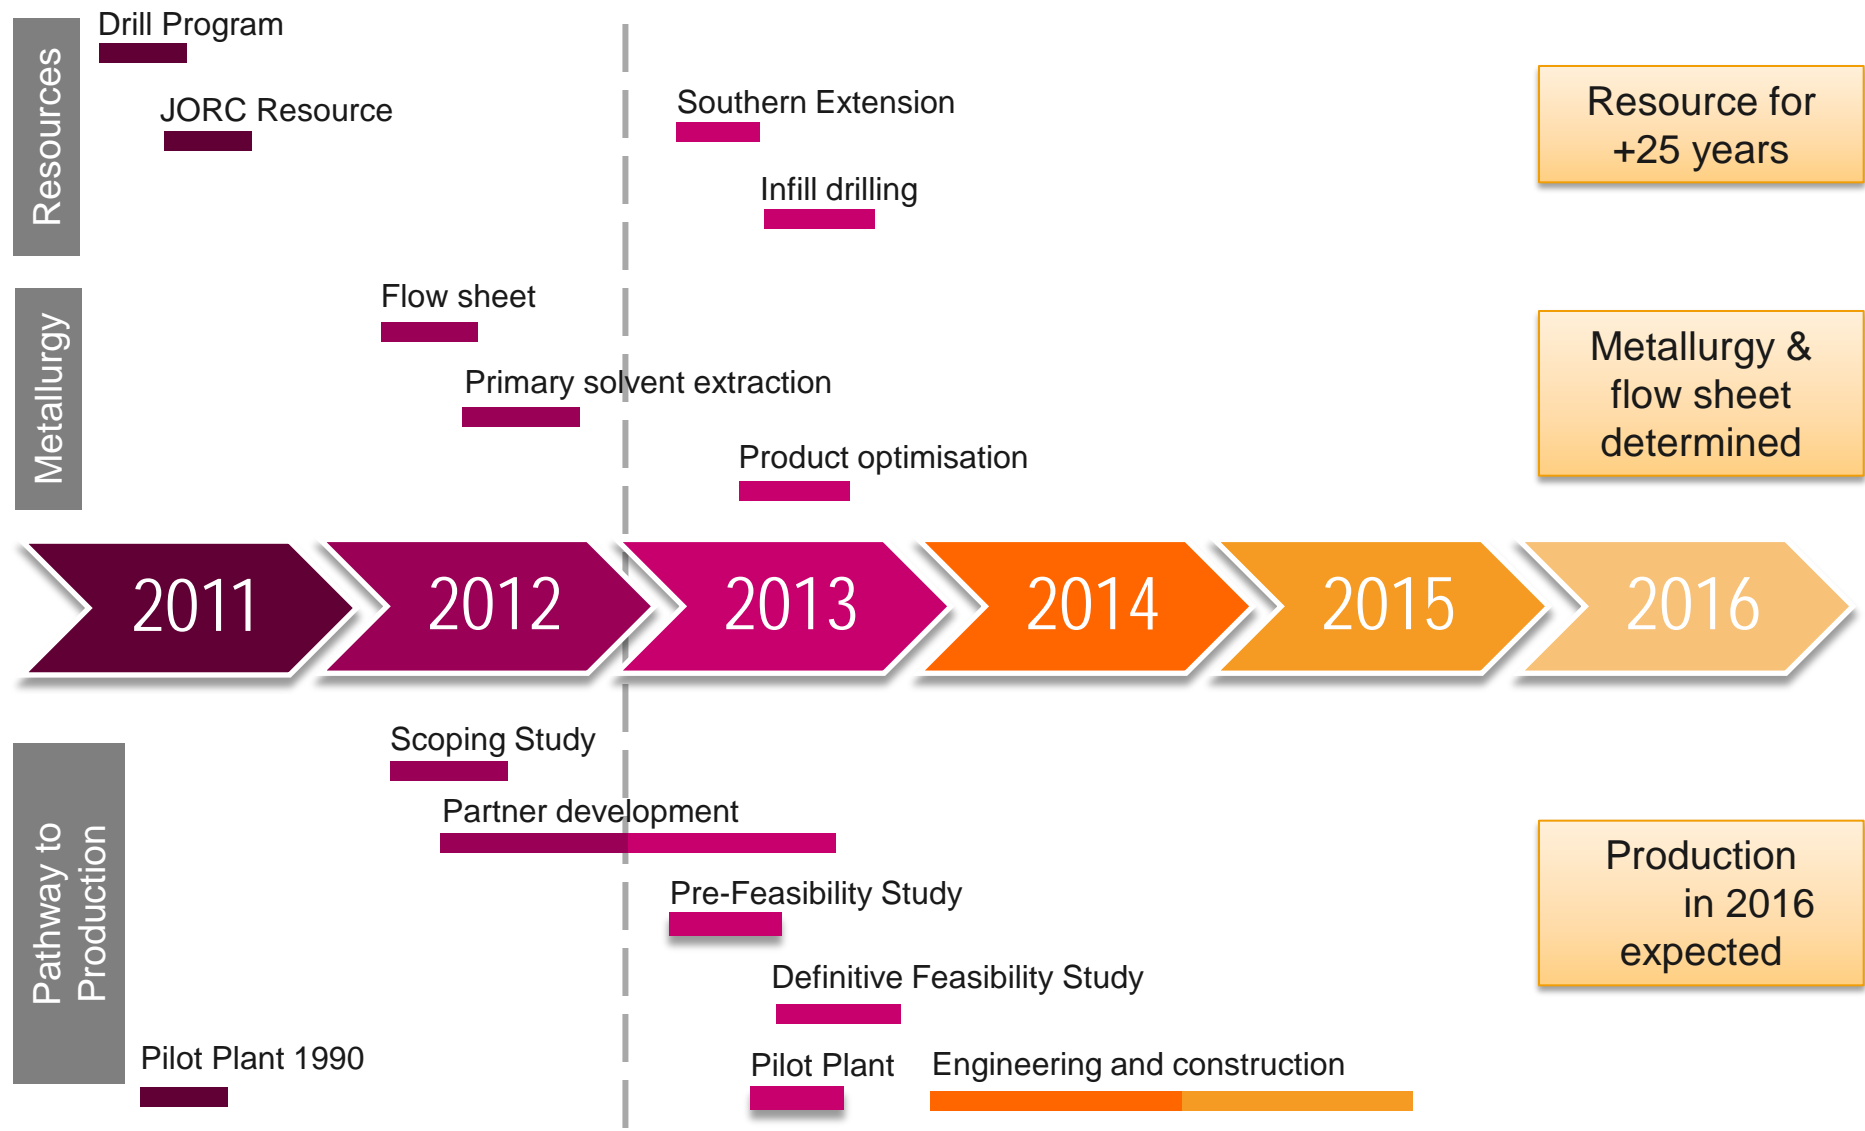 Resources
Drill Program
JORC Resource
Southern Extension
Infill drilling
Resource for
+25 years
Metallurgy
Flow sheet
Primary solvent extraction
Product optimisation
Metallurgy &
flow sheet
determined
2011
2012
2013
2014
2015
2016
Pathway to
Production
Scoping Study
Partner development
Pre-Feasibility Study
Definitive Feasibility Study
Pilot Plant 1990
Pilot Plant
Engineering and construction
Production
in 2016
expected